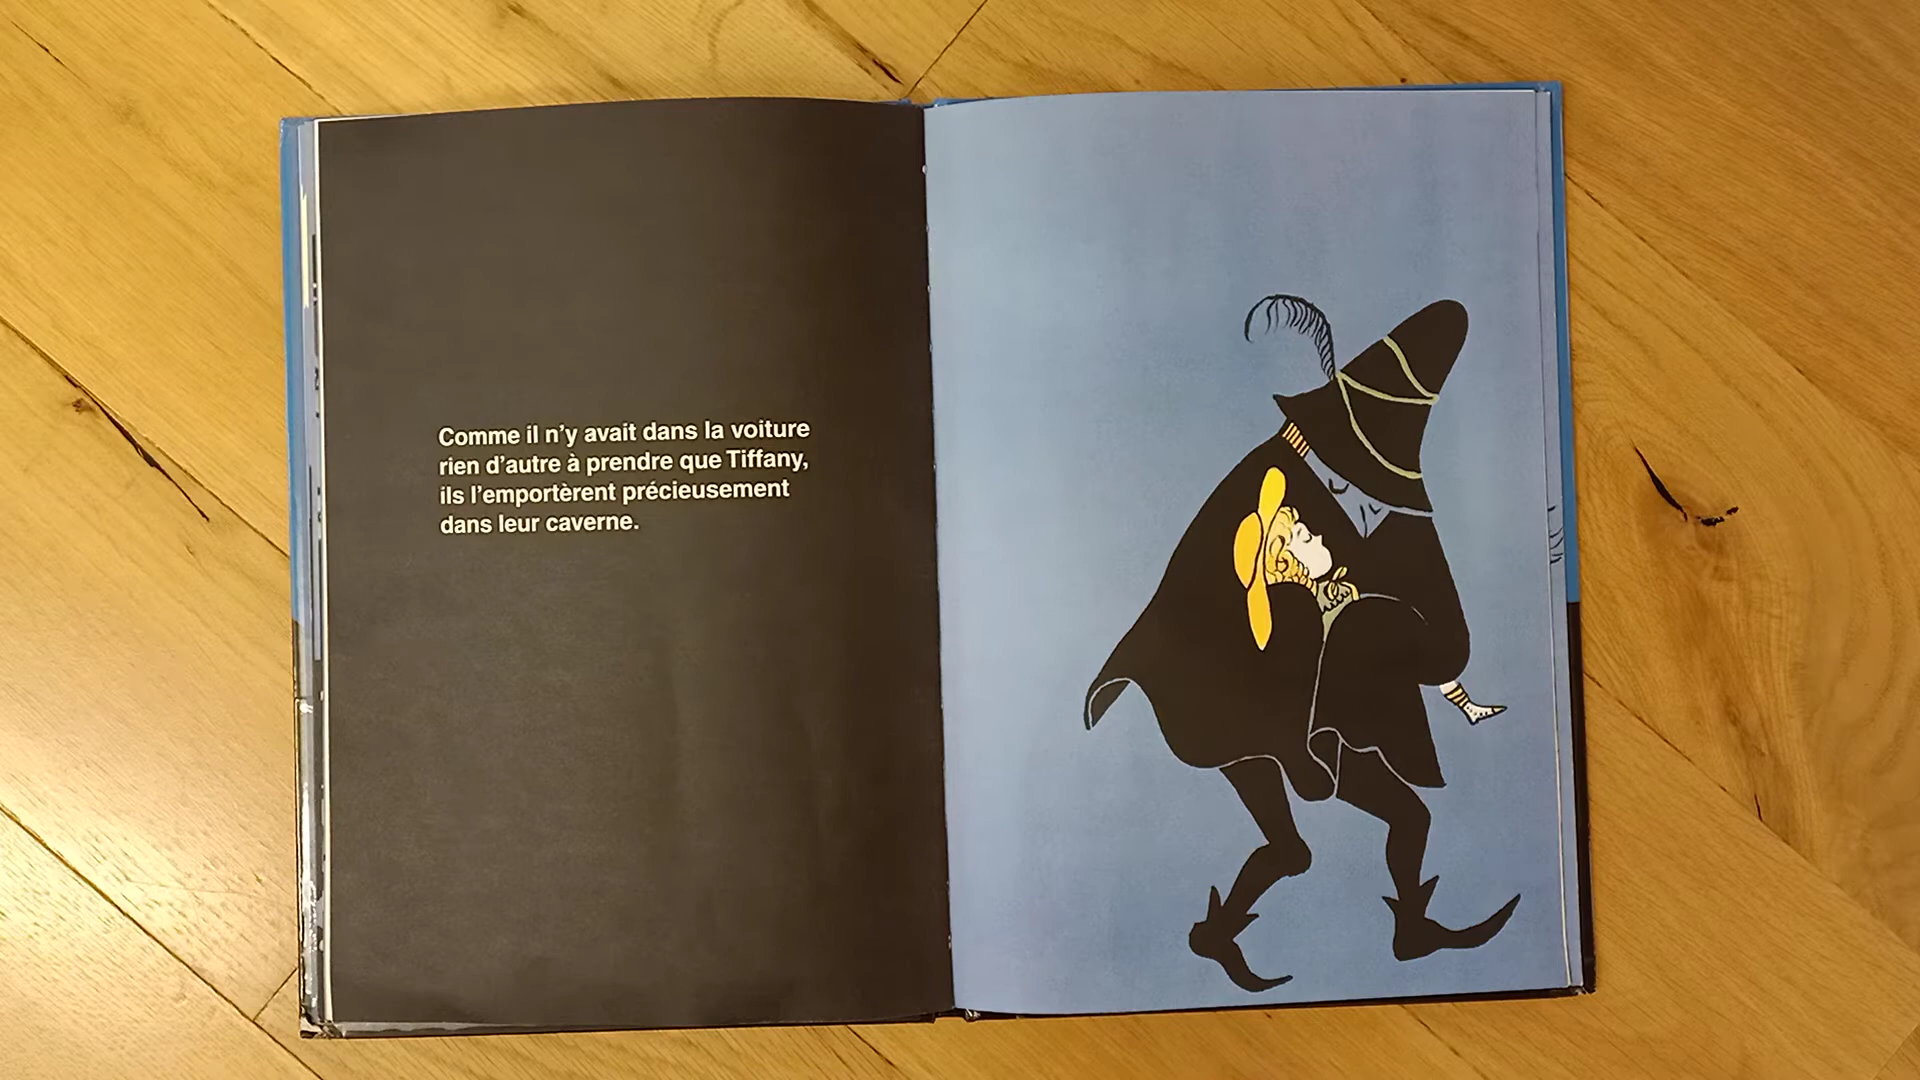 Comme il n’y avait dans la voiture
rien d’autre à prendre que Tiffany,
ils l’emportèrent précieusement
dans leur caverne.